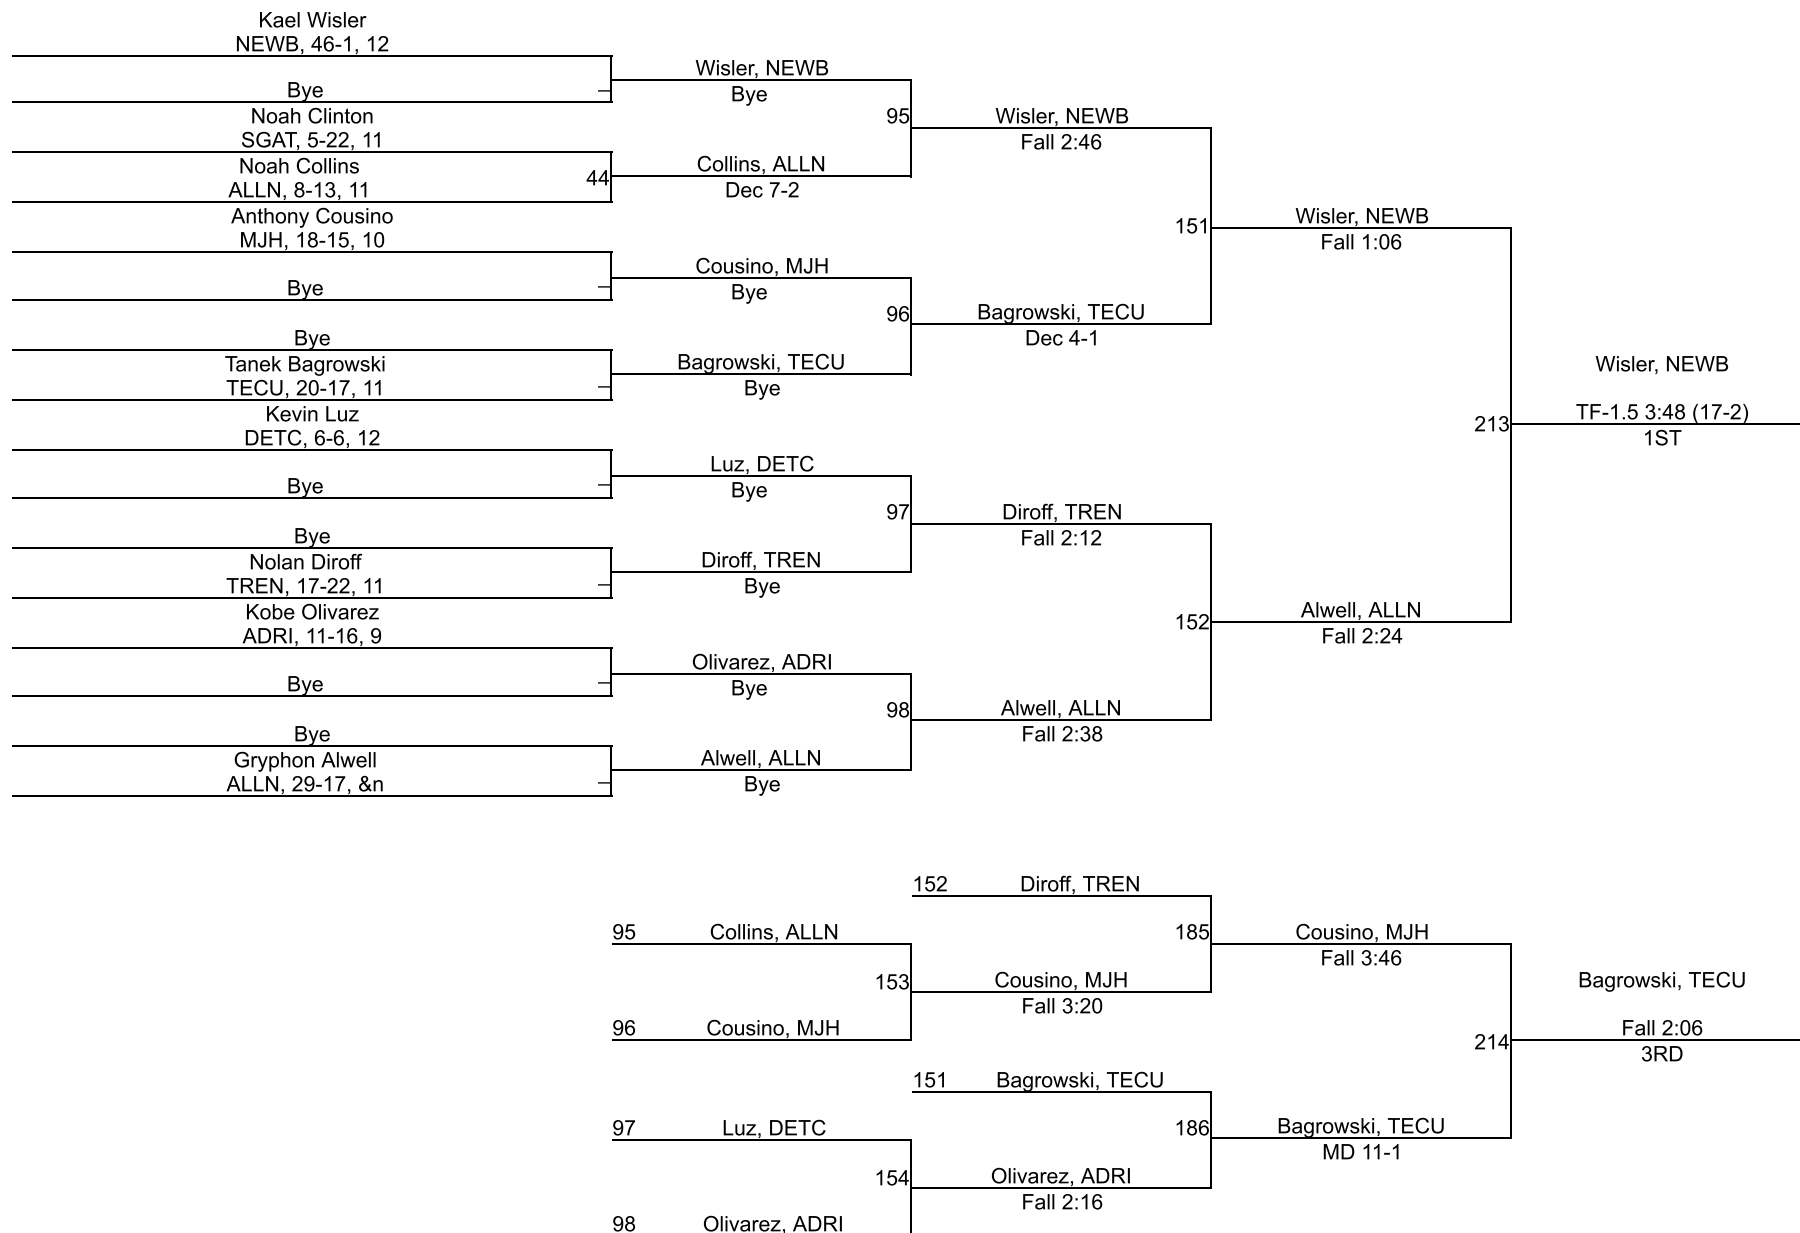 Kael Wisler
NEWB, 46-1, 12
Bye
Noah Clinton
SGAT, 5-22, 11
Noah Collins
ALLN, 8-13, 11
44
Anthony Cousino
MJH, 18-15, 10
Bye
Bye
Tanek Bagrowski
TECU, 20-17, 11
Kevin Luz
DETC, 6-6, 12
Bye
Bye
Nolan Diroff
TREN, 17-22, 11
Kobe Olivarez
ADRI, 11-16, 9
Bye
Bye
Gryphon Alwell
ALLN, 29-17, &n
Wisler, NEWB
Bye
95
Collins, ALLN
Dec 7-2
Cousino, MJH
Bye
96
Bagrowski, TECU
Bye
Luz, DETC
Bye
97
Diroff, TREN
Bye
Olivarez, ADRI
Bye
98
Alwell, ALLN
Bye
Wisler, NEWB
Fall 2:46
151
Bagrowski, TECU
Dec 4-1
Diroff, TREN
Fall 2:12
152
Alwell, ALLN
Fall 2:38
Wisler, NEWB
Fall 1:06
213
Alwell, ALLN
Fall 2:24
Wisler, NEWB
TF-1.5 3:48 (17-2)
1ST
95 Collins, ALLN
153
96 Cousino, MJH
97 Luz, DETC
154
98 Olivarez, ADRI
152 Diroff, TREN
185
Cousino, MJH
Fall 3:20
151 Bagrowski, TECU
186
Olivarez, ADRI
Fall 2:16
Cousino, MJH
Fall 3:46
214
Bagrowski, TECU
MD 11-1
Bagrowski, TECU
Fall 2:06
3RD